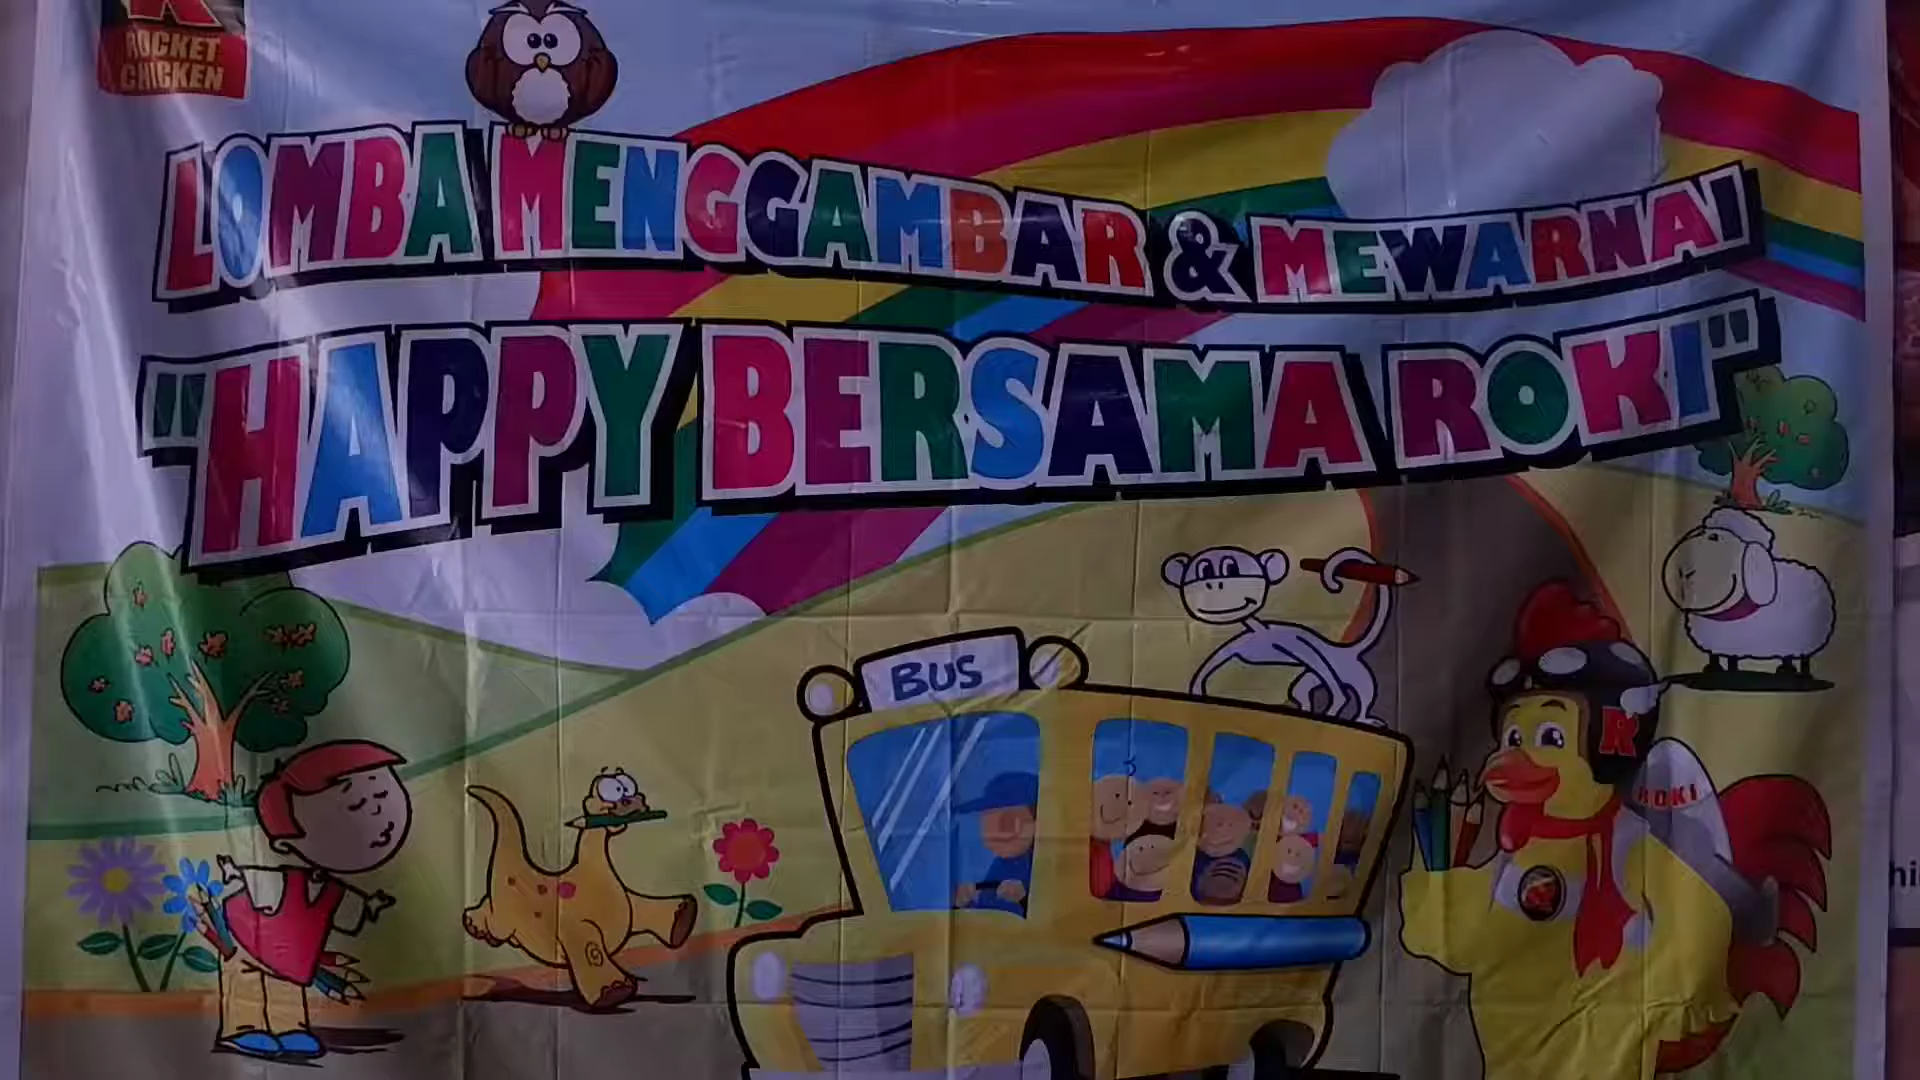 ROCKET
CHICKEN
LOMBA MENGGAMBAR & MEWARNAI
"HAPPY BERSAMA ROKI"
BUS
R
ROKI